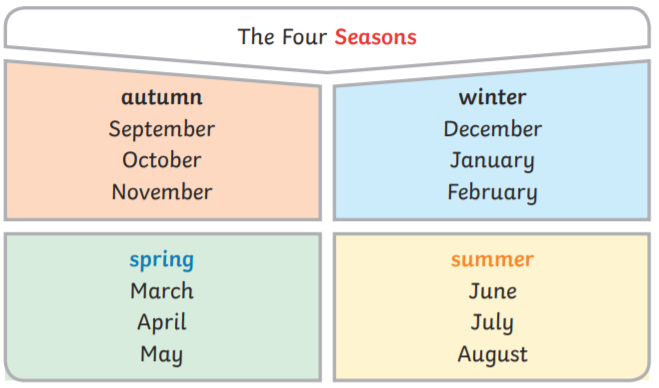 The Four Seasons
autumn
September
October
November
winter
December
January
February
spring
March
April
May
summer
June
July
August